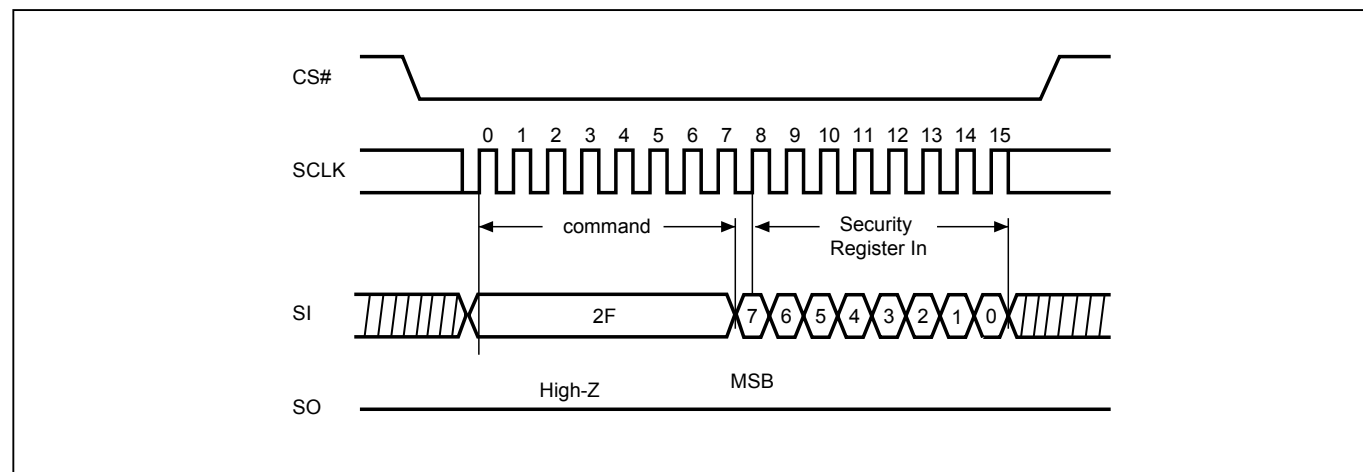 CS#
0 1 2 3 4 5 6 7 8 9 10 11 12 13 14 15
SCLK
command
Security
Register In
SI
2F
7 6 5 4 3 2 1 0
High-Z
MSB
SO